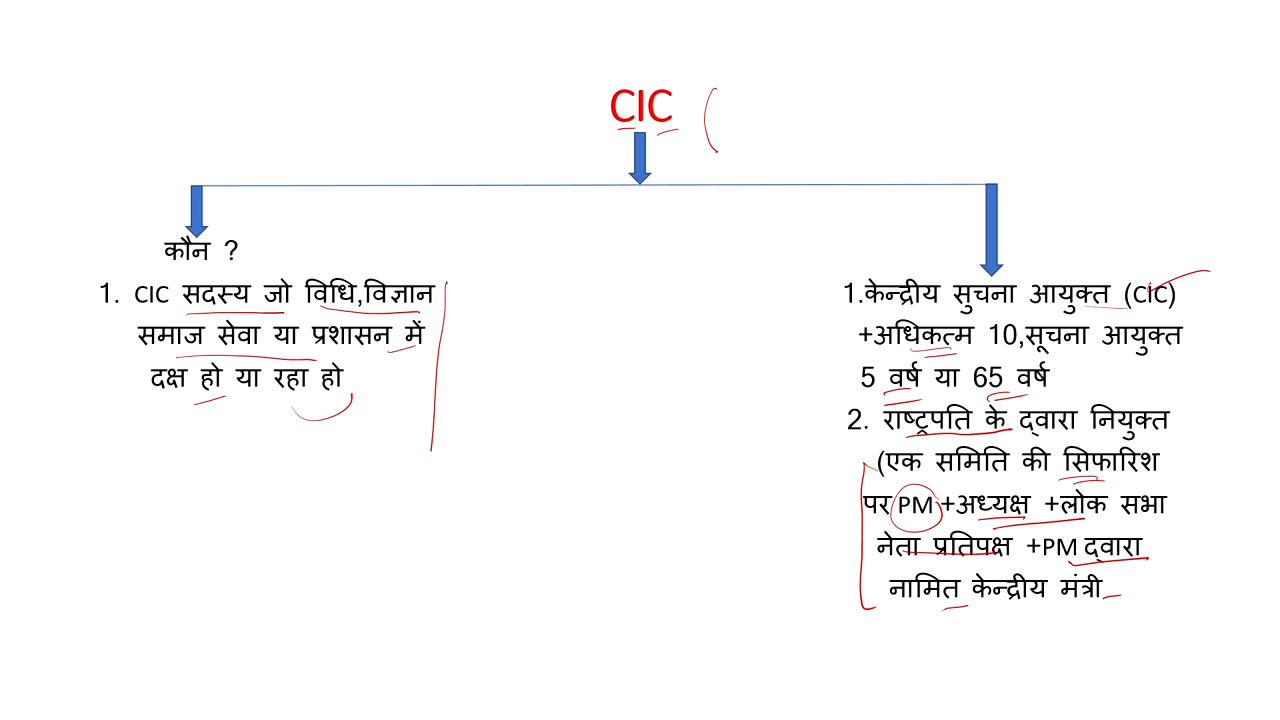 CIC
कौन ?
1. CIC सदस्य जो विधि,विज्ञान
समाज सेवा या प्रशासन में
दक्ष हो या रहा हो
1.केन्द्रीय सुचना आयुक्त (CIC)
+अधिकत्म 10,सूचना आयुक्त
5 वर्ष या 65 वर्ष
2. राष्ट्रपति के द्वारा नियुक्त
(एक समिति की सिफारिश
पर PM +अध्यक्ष +लोक सभा
नेता प्रतिपक्ष +PM द्वारा
नामित केन्द्रीय मंत्री